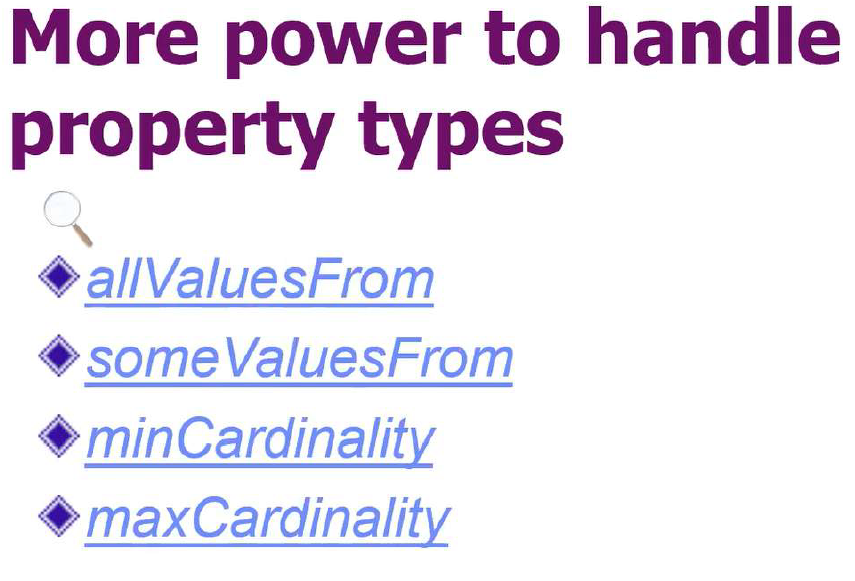 More power to handle
property types
allValuesFrom
someValuesFrom
minCardinality
maxCardinality